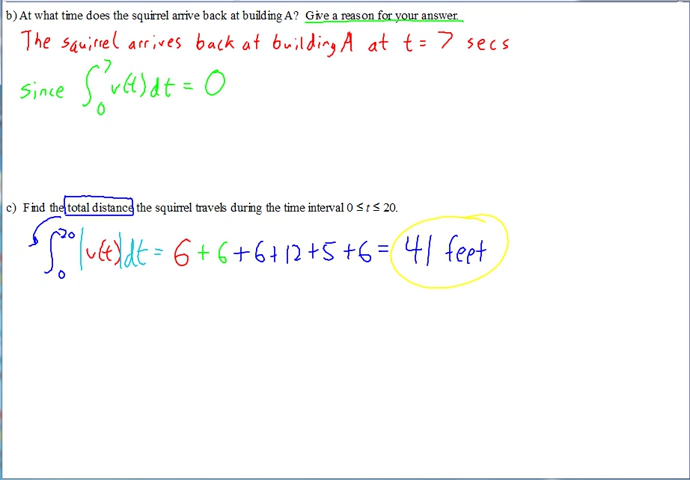 b) At what time does the squirrel arrive back at building A? Give a reason for your answer.
The squirrel arrives back at building A at t = 7 secs
since ∫₀⁷ v(t)dt = 0
c) Find the total distance the squirrel travels during the time interval 0 ≤ t ≤ 20.
∫₀²⁰ |v(t)|dt = 6 + 6 + 6 + 12 + 5 + 6 = 41 feet